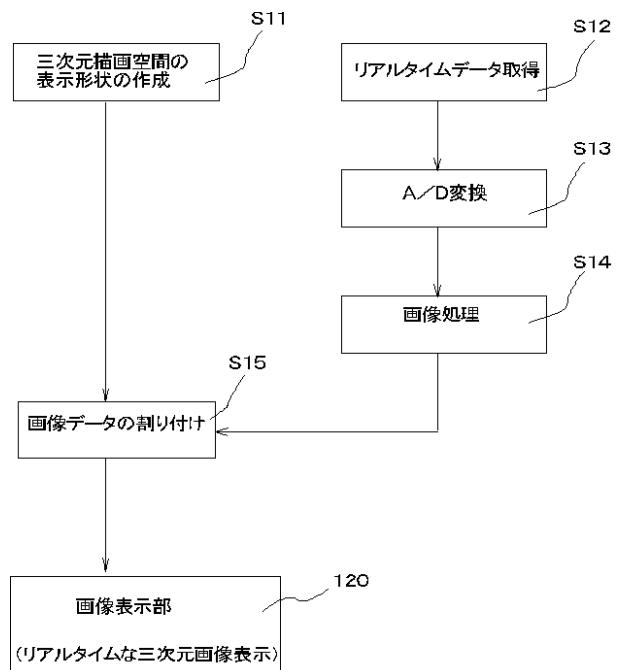 S11
三次元描画空間の
表示形状の作成
S12
リアルタイムデータ取得
S13
A／D変換
S14
画像処理
S15
画像データの割り付け
120
画像表示部
(リアルタイムな三次元画像表示)